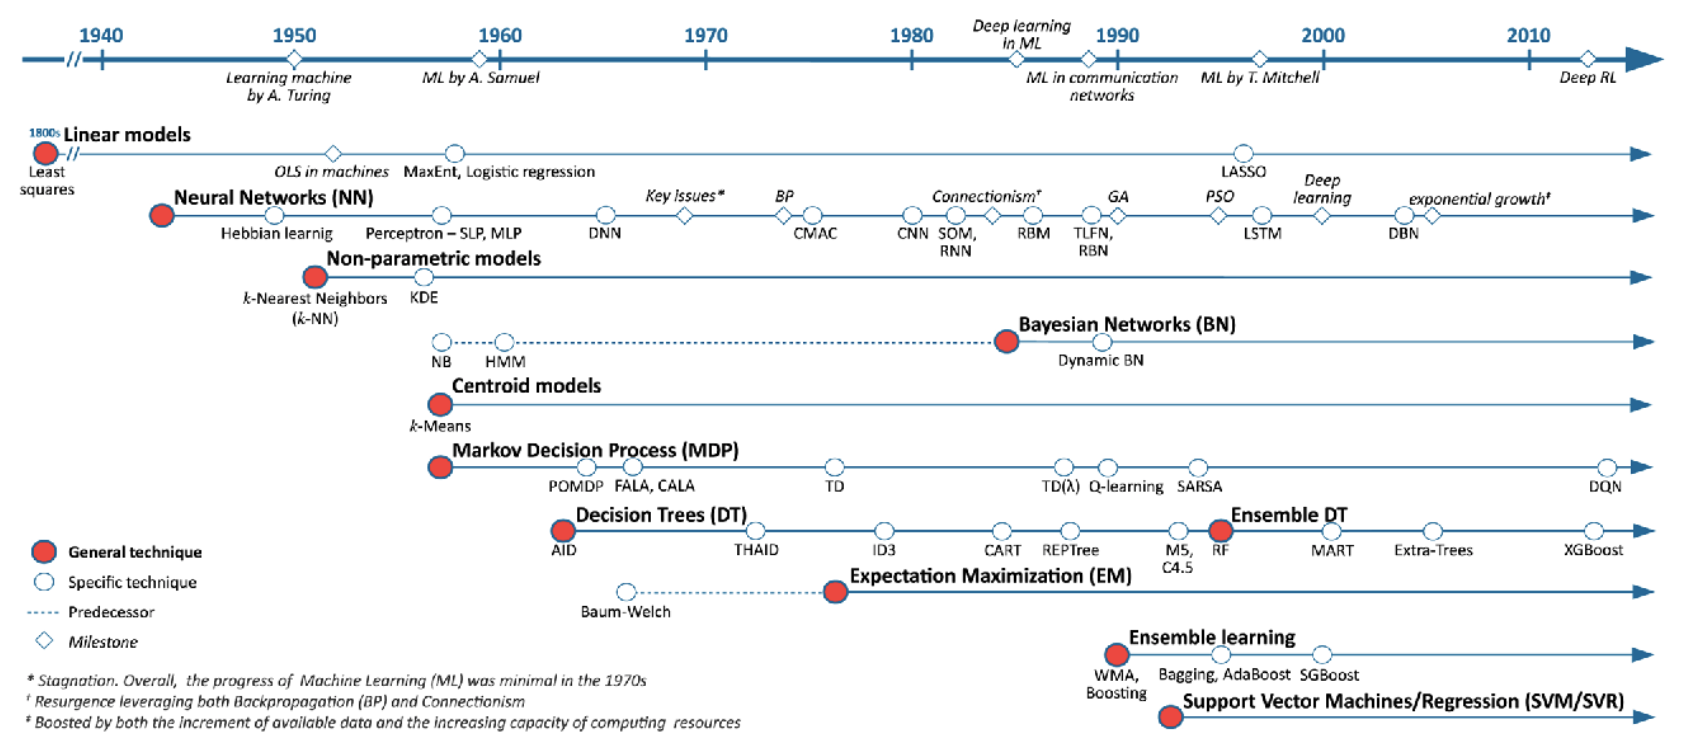 1940 1950 1960 1970 1980 1990 2000 2010
Deep learning
in ML
Learning machine
by A. Turing
ML by A. Samuel
ML in communication
networks
ML by T. Mitchell
Deep RL
1800s Linear models
Least
squares
OLS in machines
MaxEnt, Logistic regression
LASSO
Neural Networks (NN)
Key issues*
BP
Connectionism†
GA
PSO
Deep
learning
exponential growth‡
Hebbian learnig
Perceptron – SLP, MLP
DNN
CMAC
CNN
SOM,
RNN
RBM
TLFN,
RBN
LSTM
DBN
Non-parametric models
k-Nearest Neighbors
(k-NN)
KDE
Bayesian Networks (BN)
NB
HMM
Dynamic BN
Centroid models
k-Means
Markov Decision Process (MDP)
POMDP
FALA, CALA
TD
TD(λ)
Q-learning
SARSA
DQN
Decision Trees (DT)
Ensemble DT
AID
THAID
ID3
CART
REPTree
M5,
C4.5
RF
MART
Extra-Trees
XGBoost
Expectation Maximization (EM)
Baum-Welch
Ensemble learning
WMA,
Boosting
Bagging, AdaBoost
SGBoost
Support Vector Machines/Regression (SVM/SVR)
General technique
Specific technique
Predecessor
Milestone
* Stagnation. Overall, the progress of Machine Learning (ML) was minimal in the 1970s
† Resurgence leveraging both Backpropagation (BP) and Connectionism
‡ Boosted by both the increment of available data and the increasing capacity of computing resources